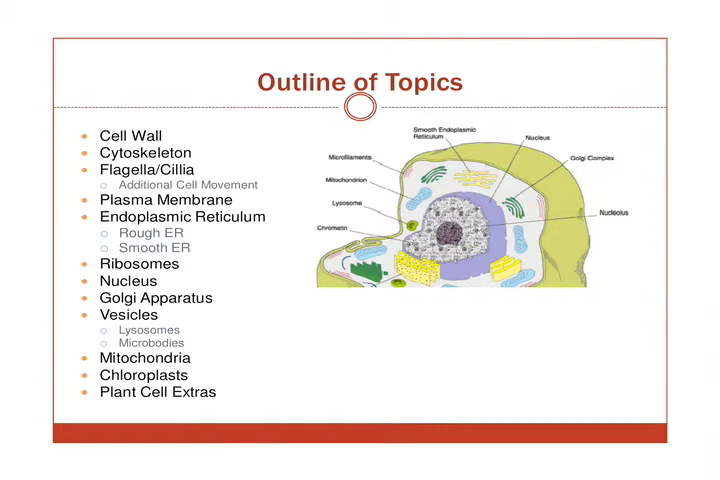 Outline of Topics
Cell Wall
Cytoskeleton
Flagella/Cillia
Additional Cell Movement
Plasma Membrane
Endoplasmic Reticulum
Rough ER
Smooth ER
Ribosomes
Nucleus
Golgi Apparatus
Vesicles
Lysosomes
Microbodies
Mitochondria
Chloroplasts
Plant Cell Extras
Smooth Endoplasmic
Reticulum
Nucleus
Microfilaments
Golgi Complex
Mitochondrion
Lysosome
Nucleolus
Chromatin